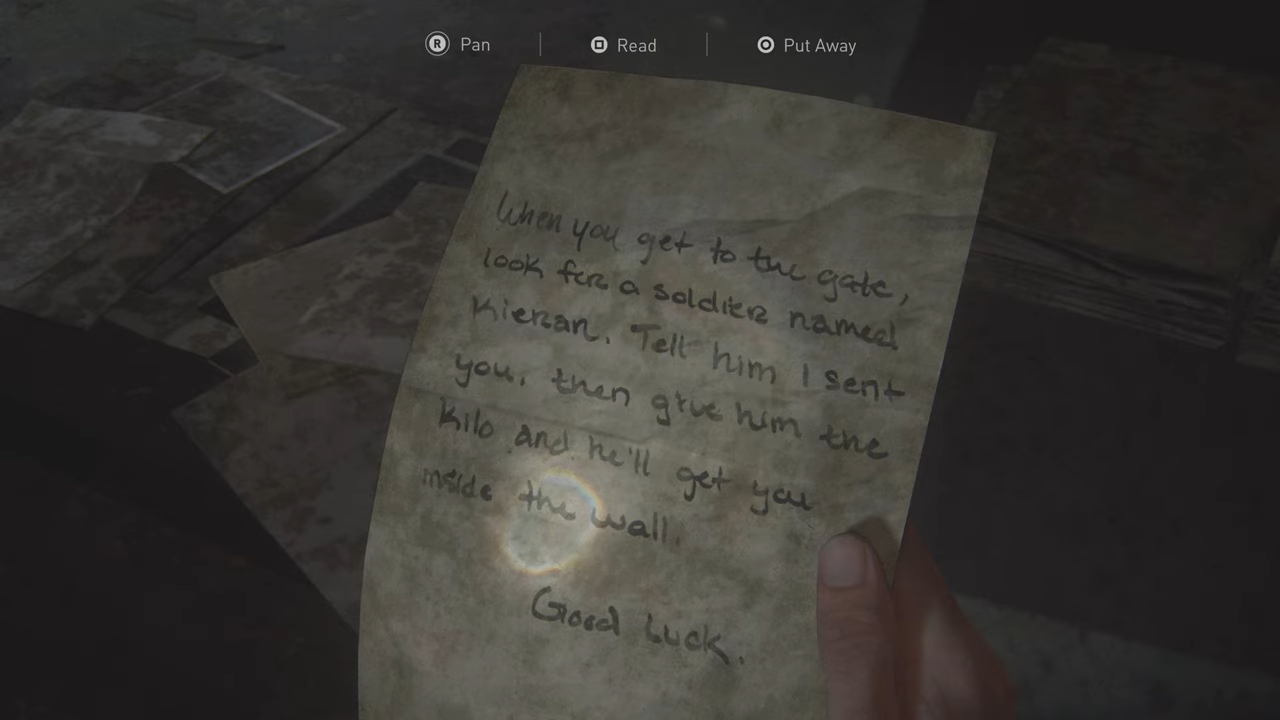 R Pan Read Put Away
When you get to the gate,
look for a soldier named
Kieran. Tell him I sent
you, then give him the
Kilo and he'll get you
inside the wall.
Good Luck.